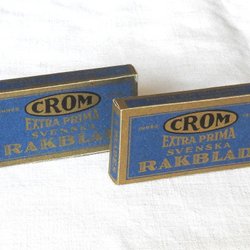 CROM
EXTRA PRIMA
SVENSKA
RAKBLAD
CROM
EXTRA PRIMA
SVENSKA
RAKBLAD